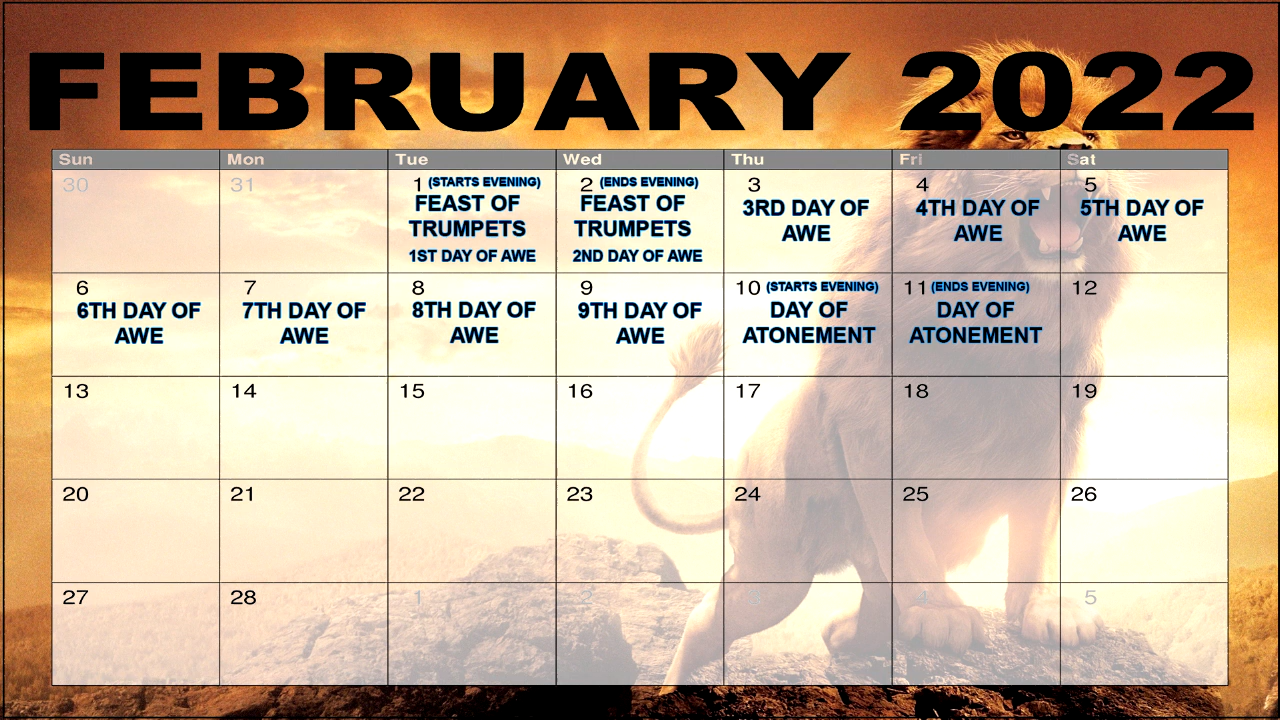 FEBRUARY 2022
Sun Mon Tue Wed Thu Fri Sat
30 31 1 (STARTS EVENING) 2 (ENDS EVENING) 3 4 5
FEAST OF TRUMPETS
1ST DAY OF AWE
FEAST OF TRUMPETS
2ND DAY OF AWE
3RD DAY OF AWE
4TH DAY OF AWE
5TH DAY OF AWE
6 7 8 9 10 (STARTS EVENING) 11 (ENDS EVENING) 12
6TH DAY OF AWE
7TH DAY OF AWE
8TH DAY OF AWE
9TH DAY OF AWE
DAY OF ATONEMENT
DAY OF ATONEMENT
13 14 15 16 17 18 19
20 21 22 23 24 25 26
27 28 1 2 3 4 5